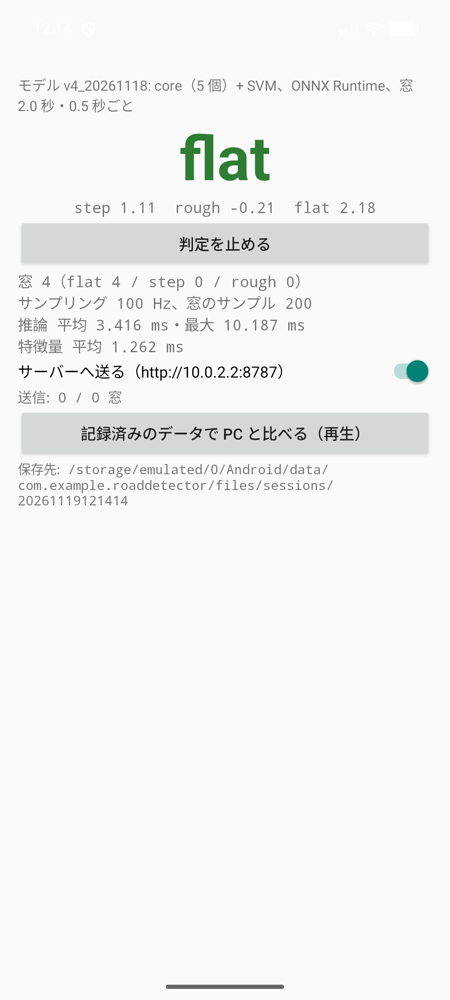 12:14
モデル v4_20261118: core（5 個）+ SVM、ONNX Runtime、窓
2.0 秒・0.5 秒ごと
flat
step 1.11  rough -0.21  flat 2.18
判定を止める
窓 4（flat 4 / step 0 / rough 0）
サンプリング 100 Hz、窓のサンプル 200
推論 平均 3.416 ms・最大 10.187 ms
特徴量 平均 1.262 ms
サーバーへ送る（http://10.0.2.2:8787）
送信: 0 / 0 窓
記録済みのデータで PC と比べる（再生）
保存先: /storage/emulated/0/Android/data/
com.example.roaddetector/files/sessions/
20261119121414